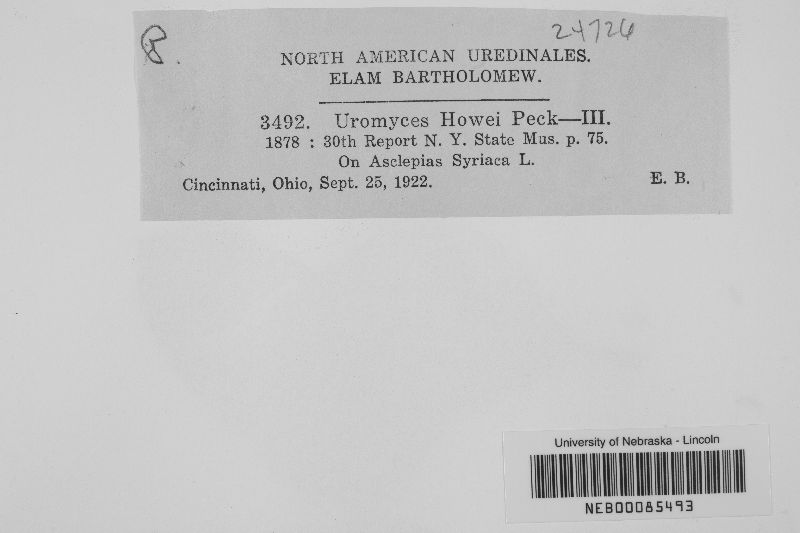 24726
NORTH AMERICAN UREDINALES.
ELAM BARTHOLOMEW.
3492. Uromyces Howei Peck—III.
1878 : 30th Report N. Y. State Mus. p. 75.
On Asclepias Syriaca L.
Cincinnati, Ohio, Sept. 25, 1922. E. B.
University of Nebraska - Lincoln
NEB00085493